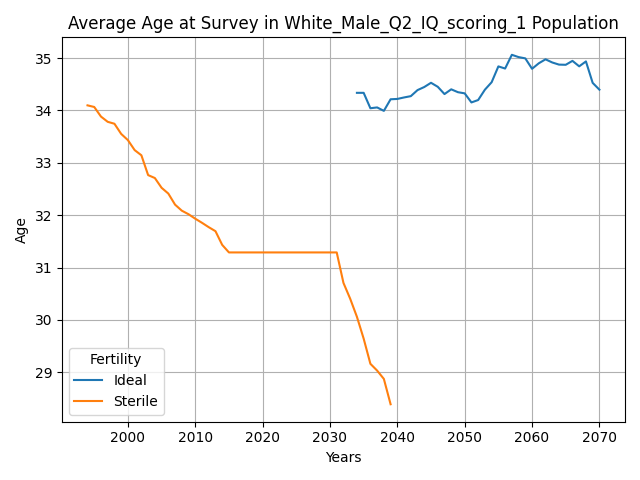 Average Age at Survey in White_Male_Q2_IQ_scoring_1 Population
35
34
33
32
31
30
29
Age
Fertility
Ideal
Sterile
2000 2010 2020 2030 2040 2050 2060 2070
Years